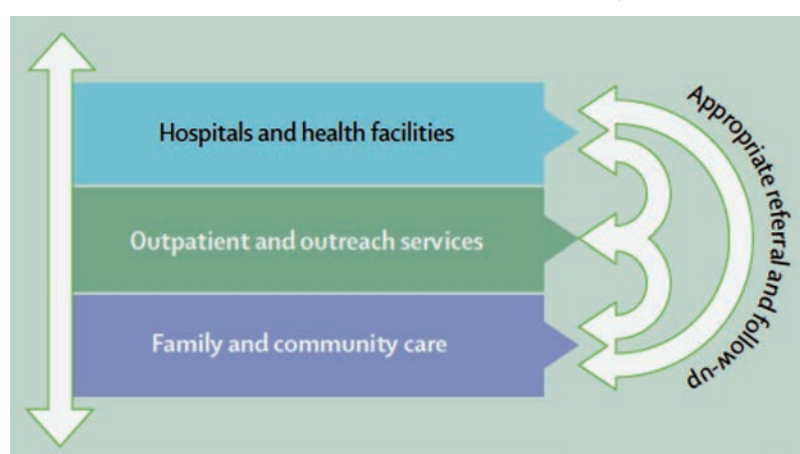 Hospitals and health facilities
Outpatient and outreach services
Family and community care
Appropriate referral and follow-up